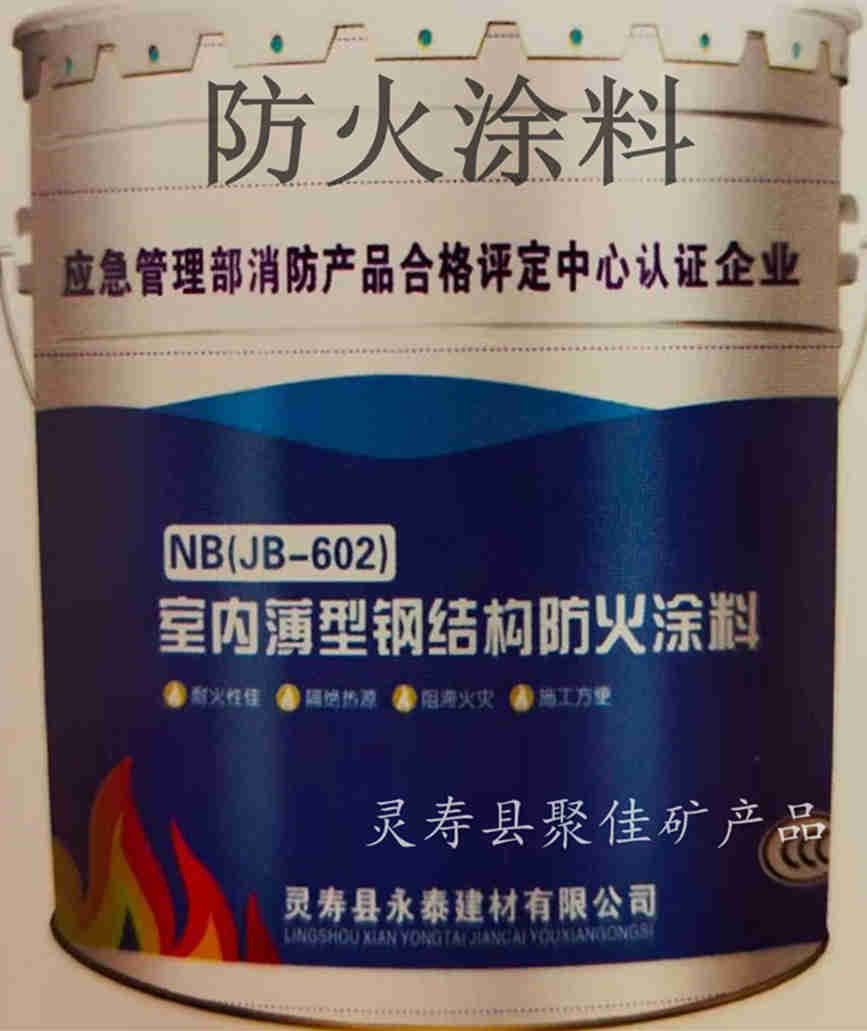 防火涂料
应急管理部消防产品合格评定中心认证企业
NB(JB-602)
室内薄型钢结构防火涂料
耐火性佳 隔绝热源 阻滞火灾 施工方便
灵寿县聚佳矿产品
CCC
灵寿县永泰建材有限公司
LINGSHOU XIAN YONGTAI JIANCAI YOUXIANGONGSI